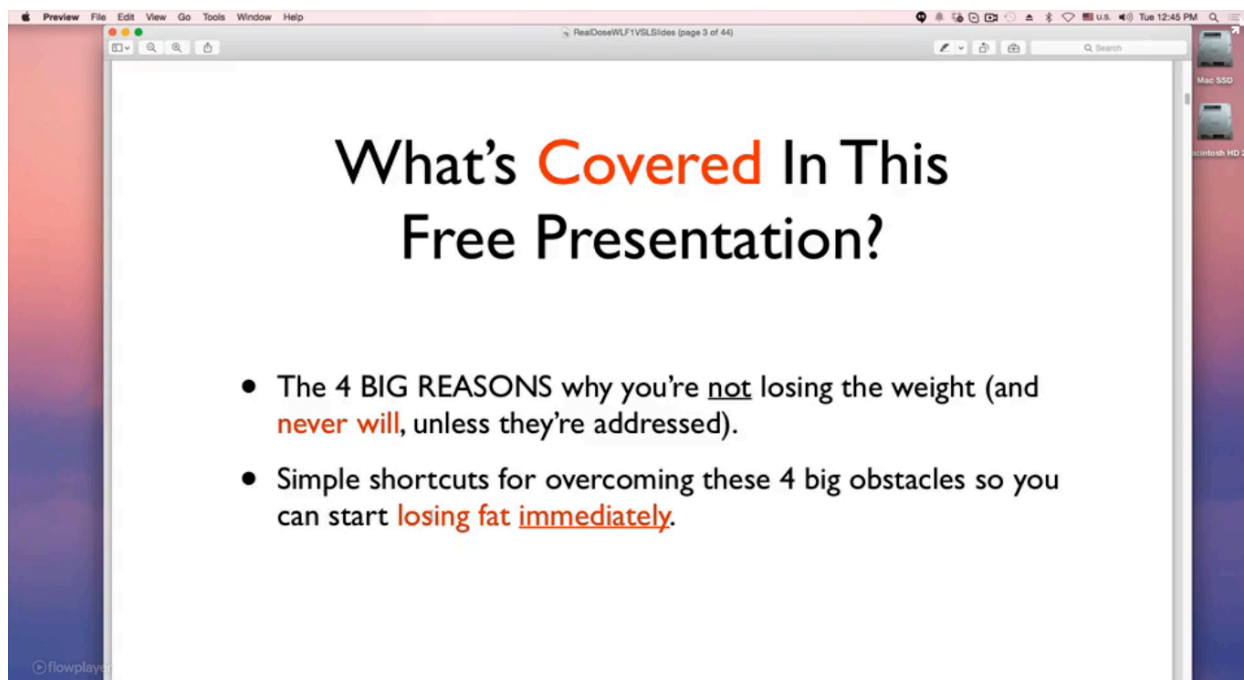 Preview File Edit View Go Tools Window Help
U.S. Tue 12:45 PM
RealDoseWLF1VSLSlides (page 3 of 44)
Search
Mac SSD
acintosh HD 2
What's Covered In This
Free Presentation?
• The 4 BIG REASONS why you're not losing the weight (and
never will, unless they're addressed).
• Simple shortcuts for overcoming these 4 big obstacles so you
can start losing fat immediately.
flowplayer